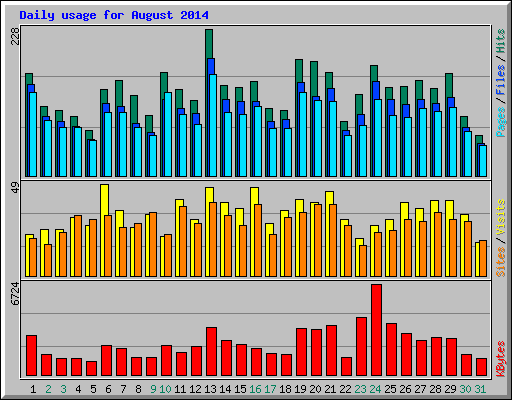 Daily usage for August 2014
228
Pages / Files / Hits
49
Sites / Visits
6724
KBytes
1 2 3 4 5 6 7 8 9 10 11 12 13 14 15 16 17 18 19 20 21 22 23 24 25 26 27 28 29 30 31